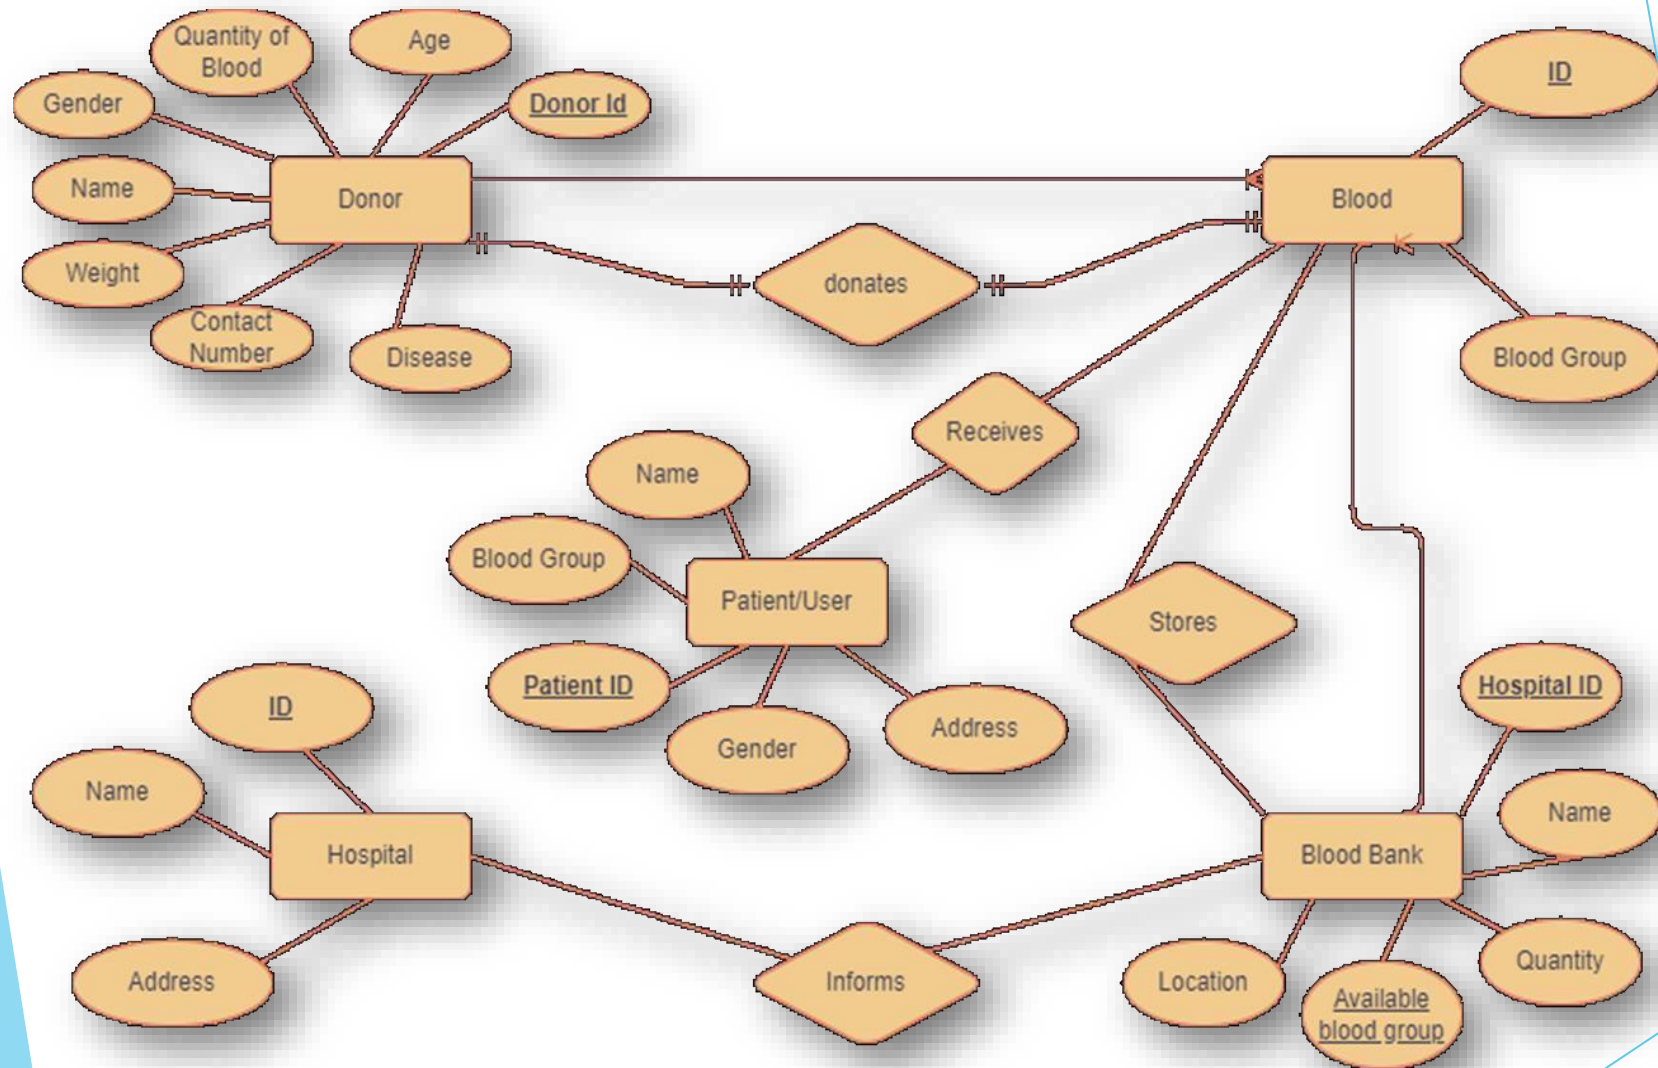 Quantity of
Blood
Age
ID
Gender
Donor Id
Name
Donor
Blood
Weight
donates
Contact
Number
Disease
Blood Group
Receives
Name
Blood Group
Patient/User
Stores
Patient ID
Hospital ID
ID
Gender
Address
Name
Name
Hospital
Blood Bank
Address
Informs
Location
Quantity
Available
blood group